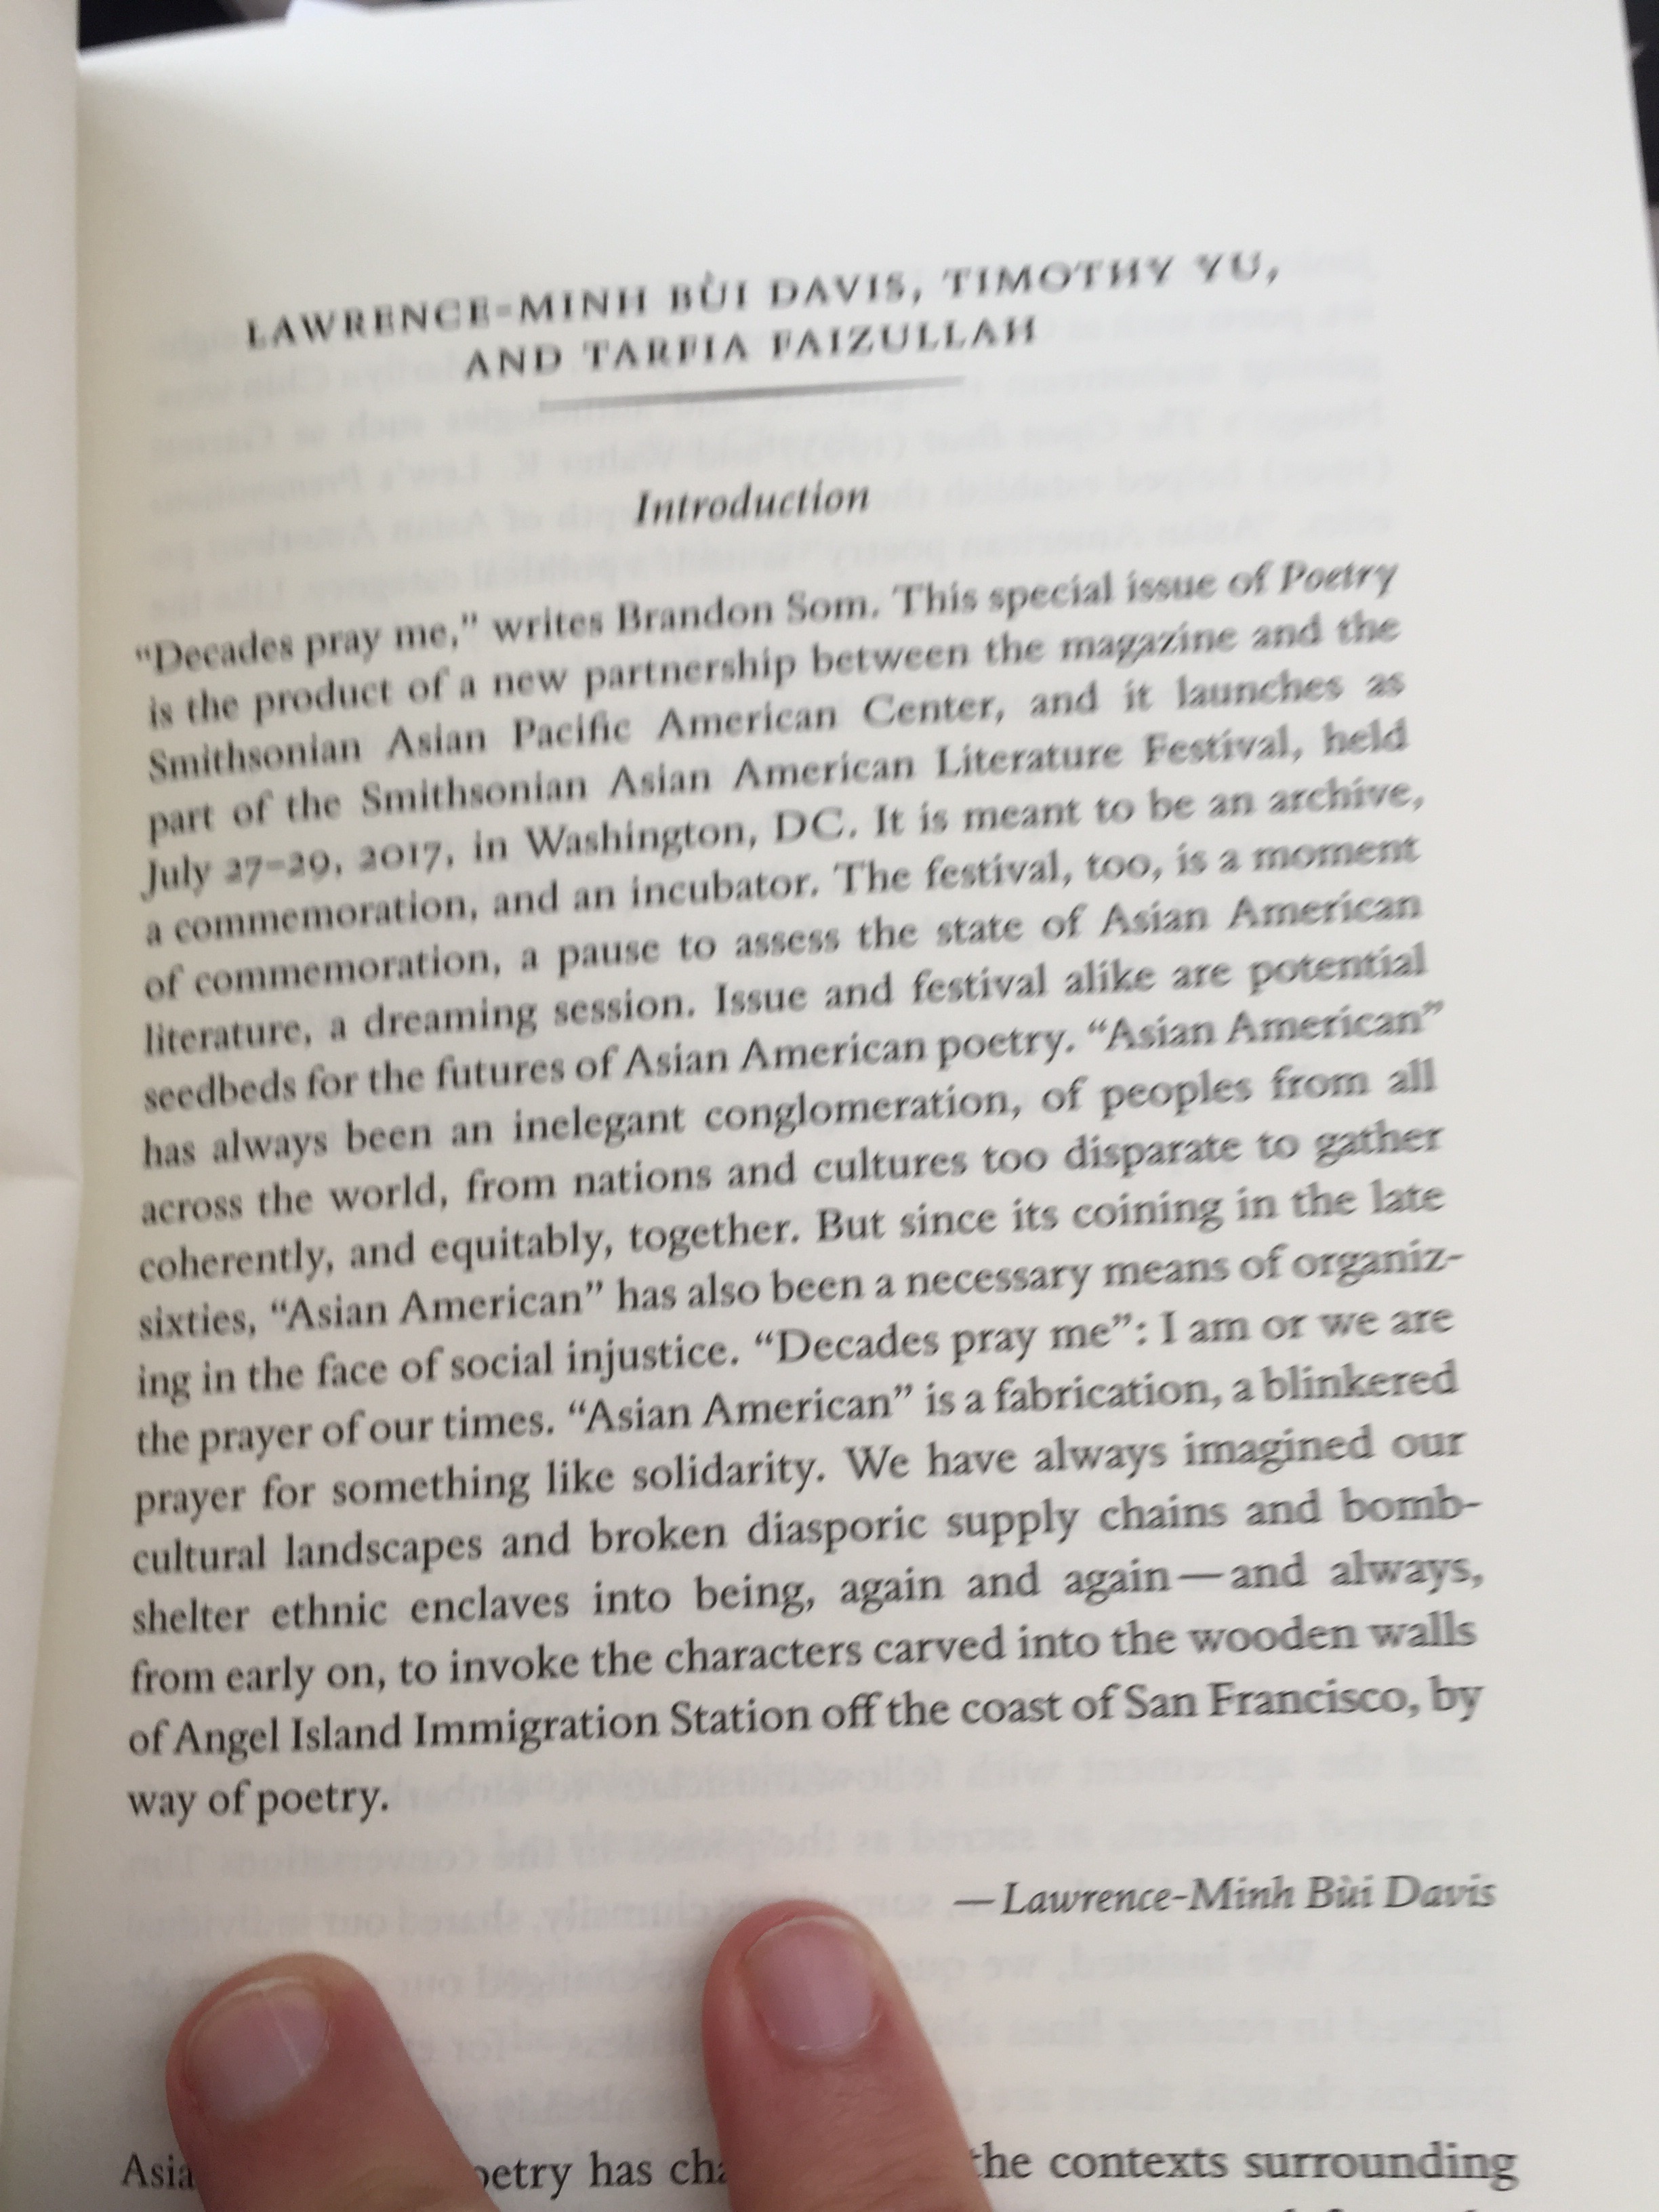 LAWRENCE-MINH BÙI DAVIS, TIMOTHY YU,
AND TARFIA FAIZULLAH
Introduction
“Decades pray me,” writes Brandon Som. This special issue of Poetry
is the product of a new partnership between the magazine and the
Smithsonian Asian Pacific American Center, and it launches as
part of the Smithsonian Asian American Literature Festival, held
July 27–29, 2017, in Washington, DC. It is meant to be an archive,
a commemoration, and an incubator. The festival, too, is a moment
of commemoration, a pause to assess the state of Asian American
literature, a dreaming session. Issue and festival alike are potential
seedbeds for the futures of Asian American poetry. “Asian American”
has always been an inelegant conglomeration, of peoples from all
across the world, from nations and cultures too disparate to gather
coherently, and equitably, together. But since its coining in the late
sixties, “Asian American” has also been a necessary means of organiz-
ing in the face of social injustice. “Decades pray me”: I am or we are
the prayer of our times. “Asian American” is a fabrication, a blinkered
prayer for something like solidarity. We have always imagined our
cultural landscapes and broken diasporic supply chains and bomb-
shelter ethnic enclaves into being, again and again — and always,
from early on, to invoke the characters carved into the wooden walls
of Angel Island Immigration Station off the coast of San Francisco, by
way of poetry.
— Lawrence-Minh Bùi Davis
has the contexts surrounding